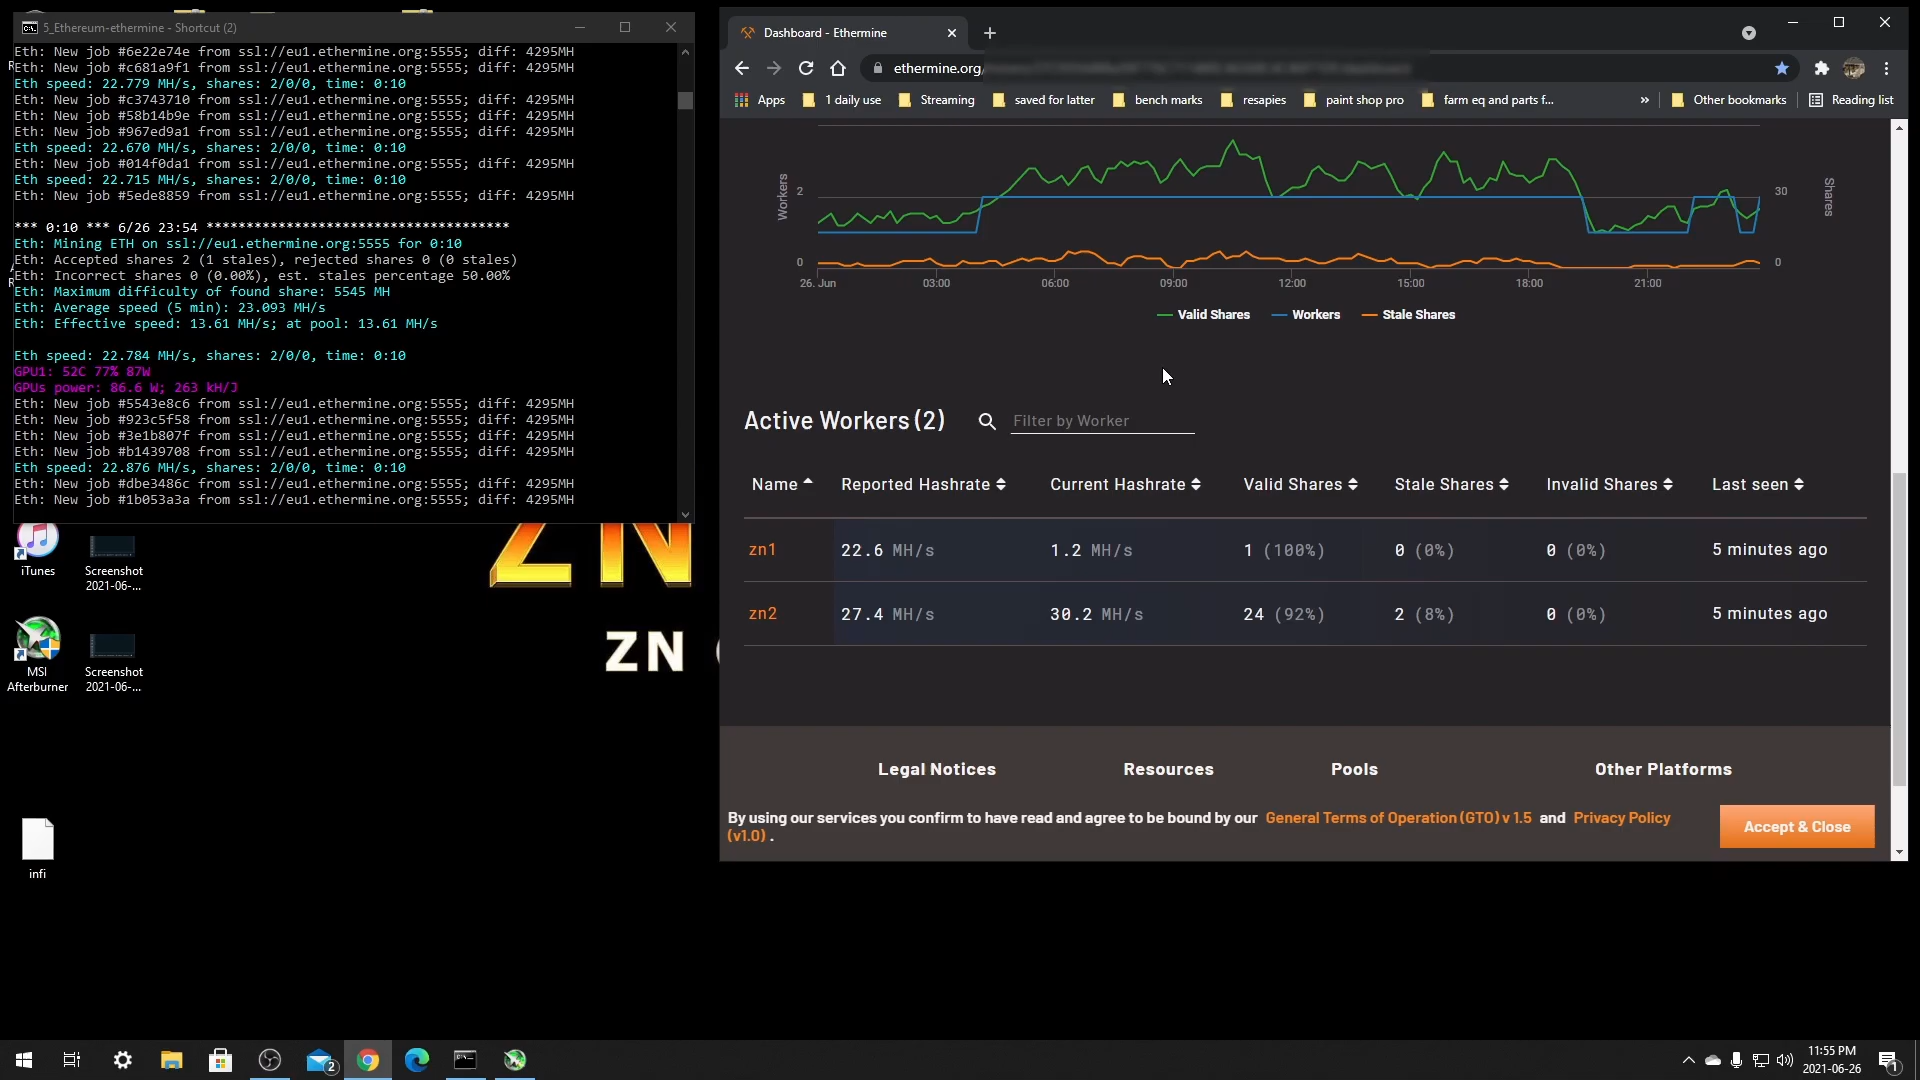 5_Ethereum-ethermine - Shortcut (2)
Eth: New job #6e22e74e from ssl://eu1.ethermine.org:5555; diff: 4295MH
Eth: New job #c681a9f1 from ssl://eu1.ethermine.org:5555; diff: 4295MH
Eth speed: 22.779 MH/s, shares: 2/0/0, time: 0:10
Eth: New job #c3743710 from ssl://eu1.ethermine.org:5555; diff: 4295MH
Eth: New job #58b14b9e from ssl://eu1.ethermine.org:5555; diff: 4295MH
Eth: New job #967ed9a1 from ssl://eu1.ethermine.org:5555; diff: 4295MH
Eth speed: 22.670 MH/s, shares: 2/0/0, time: 0:10
Eth: New job #014f0da1 from ssl://eu1.ethermine.org:5555; diff: 4295MH
Eth speed: 22.715 MH/s, shares: 2/0/0, time: 0:10
Eth: New job #5ede8859 from ssl://eu1.ethermine.org:5555; diff: 4295MH
*** 0:10 *** 6/26 23:54 **************************************
Eth: Mining ETH on ssl://eu1.ethermine.org:5555 for 0:10
Eth: Accepted shares 2 (1 stales), rejected shares 0 (0 stales)
Eth: Incorrect shares 0 (0.00%), est. stales percentage 50.00%
Eth: Maximum difficulty of found share: 5545 MH
Eth: Average speed (5 min): 23.093 MH/s
Eth: Effective speed: 13.61 MH/s; at pool: 13.61 MH/s
Eth speed: 22.784 MH/s, shares: 2/0/0, time: 0:10
GPU1: 52C 77% 87W
GPUs power: 86.6 W; 263 kH/J
Eth: New job #5543e8c6 from ssl://eu1.ethermine.org:5555; diff: 4295MH
Eth: New job #923c5f58 from ssl://eu1.ethermine.org:5555; diff: 4295MH
Eth: New job #3e1b807f from ssl://eu1.ethermine.org:5555; diff: 4295MH
Eth: New job #b1439708 from ssl://eu1.ethermine.org:5555; diff: 4295MH
Eth speed: 22.876 MH/s, shares: 2/0/0, time: 0:10
Eth: New job #dbe3486c from ssl://eu1.ethermine.org:5555; diff: 4295MH
Eth: New job #1b053a3a from ssl://eu1.ethermine.org:5555; diff: 4295MH
iTunes
Screenshot
2021-06-...
MSI
Afterburner
Screenshot
2021-06-...
infi
ZN
ZN
Dashboard - Ethermine
ethermine.org/
Apps 1 daily use Streaming saved for latter bench marks resapies paint shop pro farm eq and parts f... » Other bookmarks Reading list
Workers
2
0
30
0
Shares
26. Jun 03:00 06:00 09:00 12:00 15:00 18:00 21:00
Valid Shares Workers Stale Shares
Active Workers (2) Filter by Worker
Name Reported Hashrate Current Hashrate Valid Shares Stale Shares Invalid Shares Last seen
zn1 22.6 MH/s 1.2 MH/s 1 (100%) 0 (0%) 0 (0%) 5 minutes ago
zn2 27.4 MH/s 30.2 MH/s 24 (92%) 2 (8%) 0 (0%) 5 minutes ago
Legal Notices Resources Pools Other Platforms
By using our services you confirm to have read and agree to be bound by our General Terms of Operation (GTO) v 1.5 and Privacy Policy
(v1.0) .
Accept & Close
2
11:55 PM
2021-06-26
1